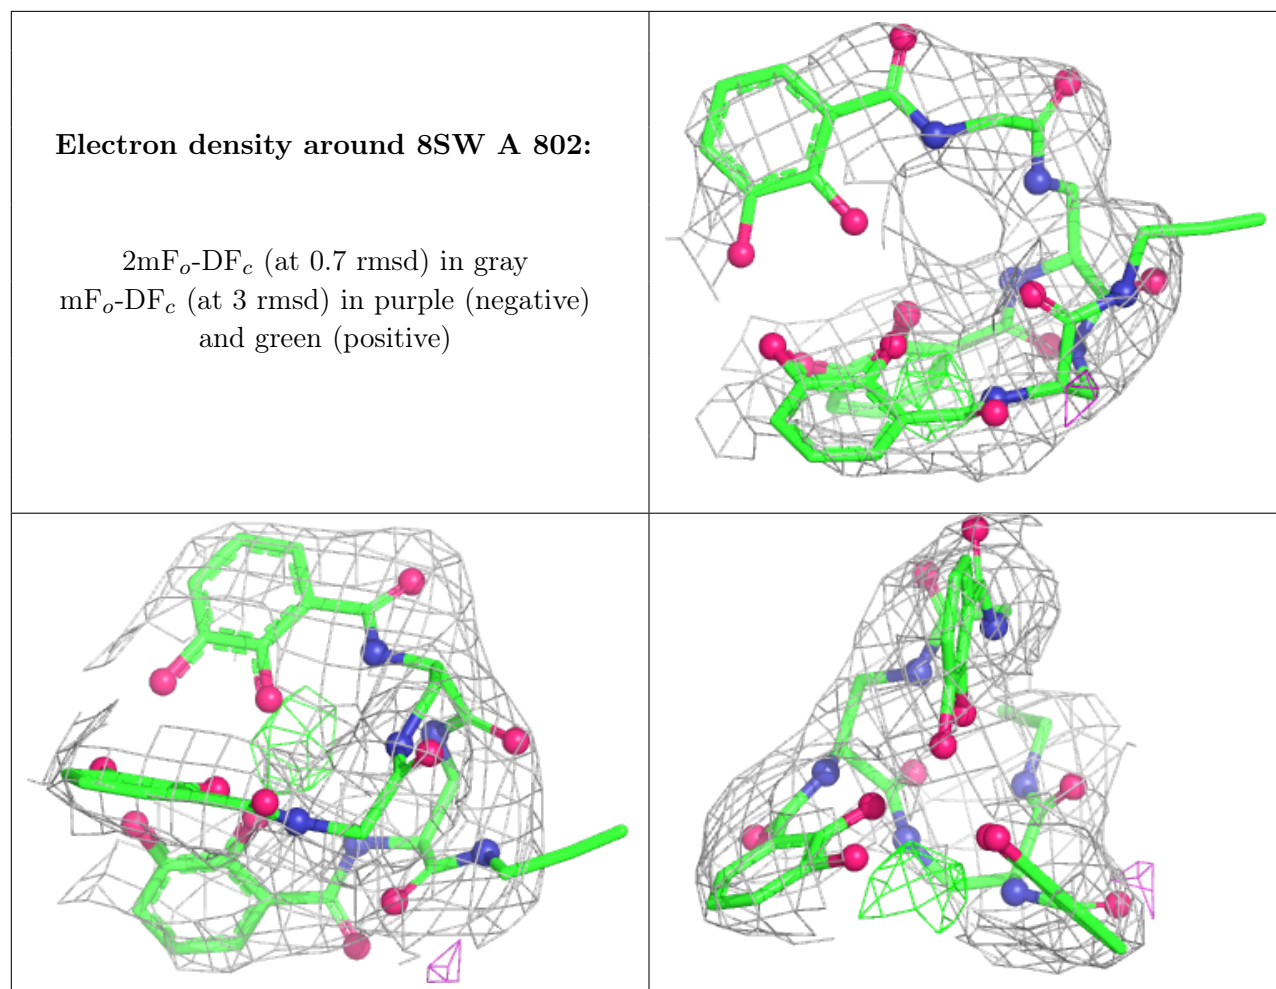 Electron density around 8SW A 802:
2mFo-DFc (at 0.7 rmsd) in gray
mFo-DFc (at 3 rmsd) in purple (negative)
and green (positive)